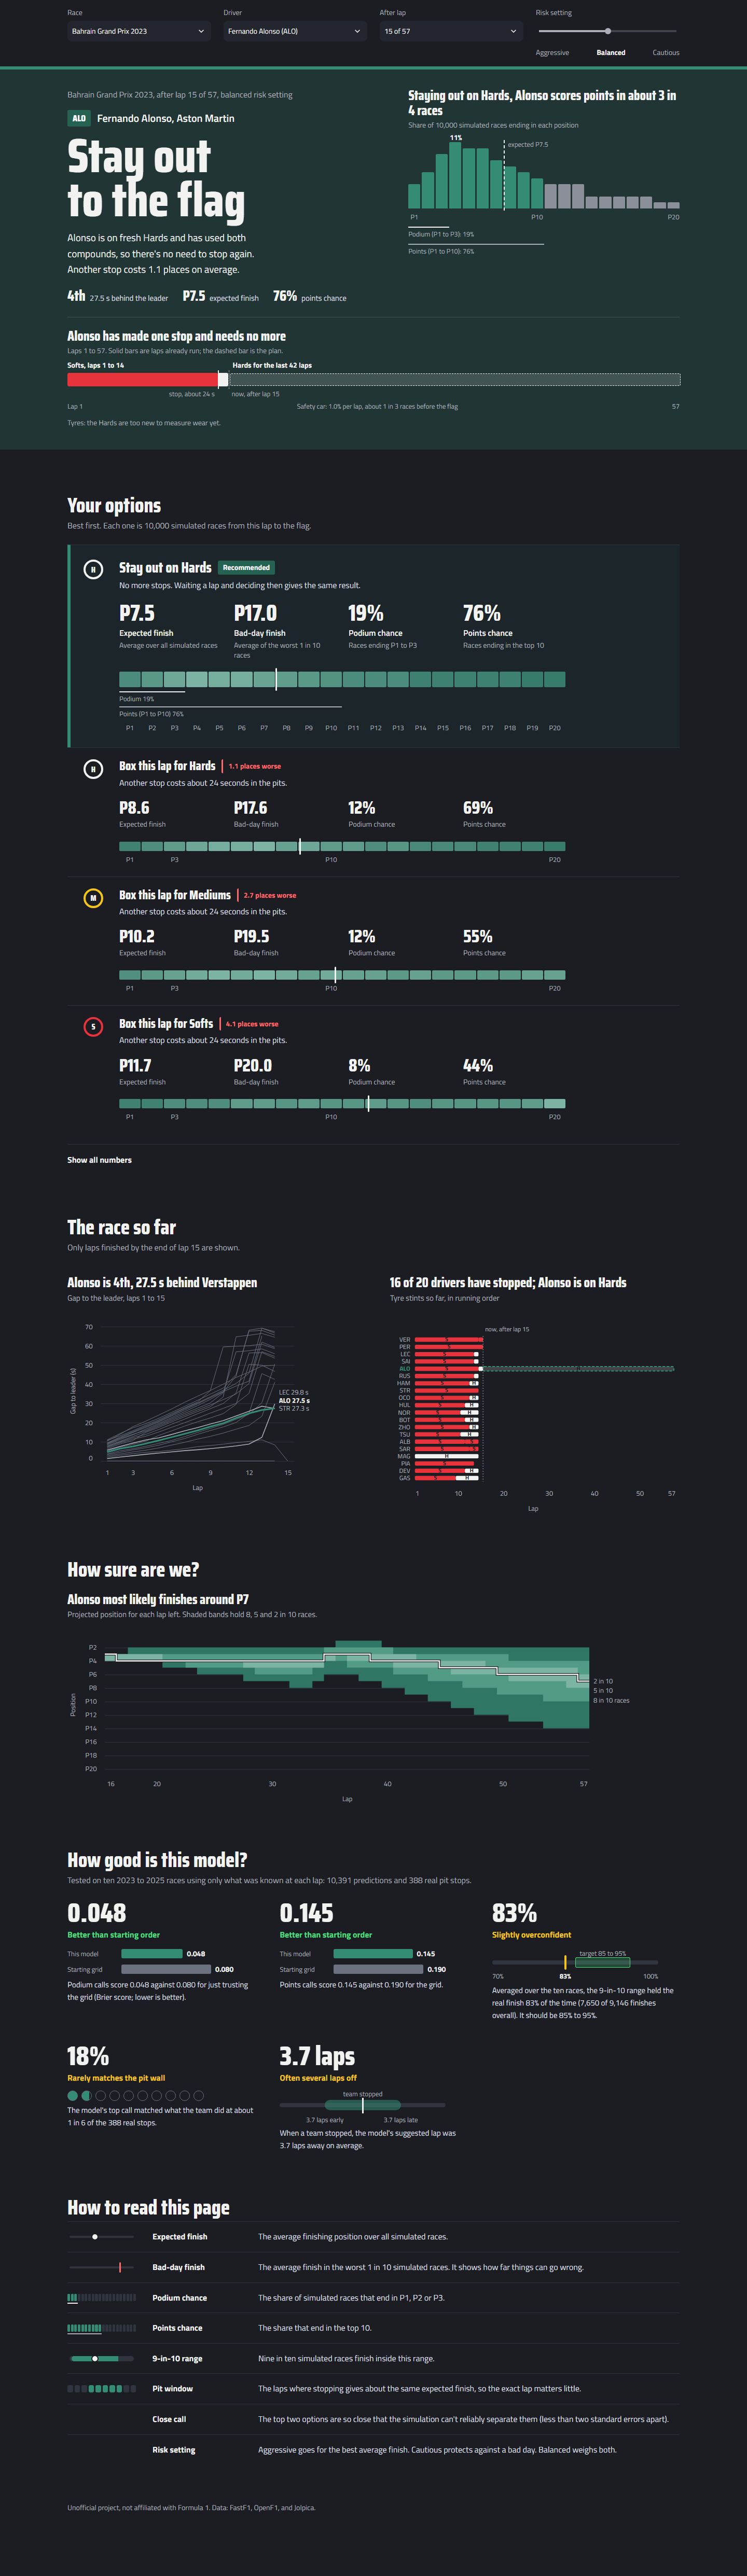 Race
Driver
After lap
Risk setting
Bahrain Grand Prix 2023
Fernando Alonso (ALO)
15 of 57
Aggressive
Balanced
Cautious
Bahrain Grand Prix 2023, after lap 15 of 57, balanced risk setting
ALO Fernando Alonso, Aston Martin
Stay out
to the flag
Alonso is on fresh Hards and has used both
compounds, so there's no need to stop again.
Another stop costs 1.1 places on average.
4th 27.5 s behind the leader P7.5 expected finish 76% points chance
Staying out on Hards, Alonso scores points in about 3 in
4 races
Share of 10,000 simulated races ending in each position
11%
expected P7.5
P1 P10 P20
Podium (P1 to P3): 19%
Points (P1 to P10): 76%
Alonso has made one stop and needs no more
Laps 1 to 57. Solid bars are laps already run; the dashed bar is the plan.
Softs, laps 1 to 14
Hards for the last 42 laps
stop, about 24 s
now, after lap 15
Lap 1
Safety car: 1.0% per lap, about 1 in 3 races before the flag
57
Tyres: the Hards are too new to measure wear yet.
Your options
Best first. Each one is 10,000 simulated races from this lap to the flag.
H
Stay out on Hards Recommended
No more stops. Waiting a lap and deciding then gives the same result.
P7.5 P17.0 19% 76%
Expected finish Bad-day finish Podium chance Points chance
Average over all simulated races Average of the worst 1 in 10 Races ending P1 to P3 Races ending in the top 10
races
Podium 19%
Points (P1 to P10) 76%
P1 P2 P3 P4 P5 P6 P7 P8 P9 P10 P11 P12 P13 P14 P15 P16 P17 P18 P19 P20
H
Box this lap for Hards 1.1 places worse
Another stop costs about 24 seconds in the pits.
P8.6 P17.6 12% 69%
Expected finish Bad-day finish Podium chance Points chance
P1 P3 P10 P20
M
Box this lap for Mediums 2.7 places worse
Another stop costs about 24 seconds in the pits.
P10.2 P19.5 12% 55%
Expected finish Bad-day finish Podium chance Points chance
P1 P3 P10 P20
S
Box this lap for Softs 4.1 places worse
Another stop costs about 24 seconds in the pits.
P11.7 P20.0 8% 44%
Expected finish Bad-day finish Podium chance Points chance
P1 P3 P10 P20
Show all numbers
The race so far
Only laps finished by the end of lap 15 are shown.
Alonso is 4th, 27.5 s behind Verstappen
Gap to the leader, laps 1 to 15
Gap to leader (s)
70
60
50
40
30
20
10
0
LEC 29.8 s
ALO 27.5 s
STR 27.3 s
1 3 6 9 12 15
Lap
16 of 20 drivers have stopped; Alonso is on Hards
Tyre stints so far, in running order
now, after lap 15
VER
PER
LEC
SAI
ALO
RUS
HAM
STR
OCO
HUL
NOR
BOT
ZHO
TSU
ALB
SAR
MAG
PIA
DEV
GAS
1 10 20 30 40 50 57
Lap
How sure are we?
Alonso most likely finishes around P7
Projected position for each lap left. Shaded bands hold 8, 5 and 2 in 10 races.
Position
P2
P4
P6
P8
P10
P12
P14
P16
P18
P20
2 in 10
5 in 10
8 in 10 races
16 20 30 40 50 57
Lap
How good is this model?
Tested on ten 2023 to 2025 races using only what was known at each lap: 10,391 predictions and 388 real pit stops.
0.048
Better than starting order
This model 0.048
Starting grid 0.080
Podium calls score 0.048 against 0.080 for just trusting
the grid (Brier score; lower is better).
0.145
Better than starting order
This model 0.145
Starting grid 0.190
Points calls score 0.145 against 0.190 for the grid.
83%
Slightly overconfident
target 85 to 95%
70% 83% 100%
Averaged over the ten races, the 9-in-10 range held the
real finish 83% of the time (7,650 of 9,146 finishes
overall). It should be 85% to 95%.
18%
Rarely matches the pit wall
The model's top call matched what the team did at about
1 in 6 of the 388 real stops.
3.7 laps
Often several laps off
team stopped
3.7 laps early 3.7 laps late
When a team stopped, the model's suggested lap was
3.7 laps away on average.
How to read this page
Expected finish The average finishing position over all simulated races.
Bad-day finish The average finish in the worst 1 in 10 simulated races. It shows how far things can go wrong.
Podium chance The share of simulated races that end in P1, P2 or P3.
Points chance The share that end in the top 10.
9-in-10 range Nine in ten simulated races finish inside this range.
Pit window The laps where stopping gives about the same expected finish, so the exact lap matters little.
Close call The top two options are so close that the simulation can't reliably separate them (less than two standard errors apart).
Risk setting Aggressive goes for the best average finish. Cautious protects against a bad day. Balanced weighs both.
Unofficial project, not affiliated with Formula 1. Data: FastF1, OpenF1, and Jolpica.